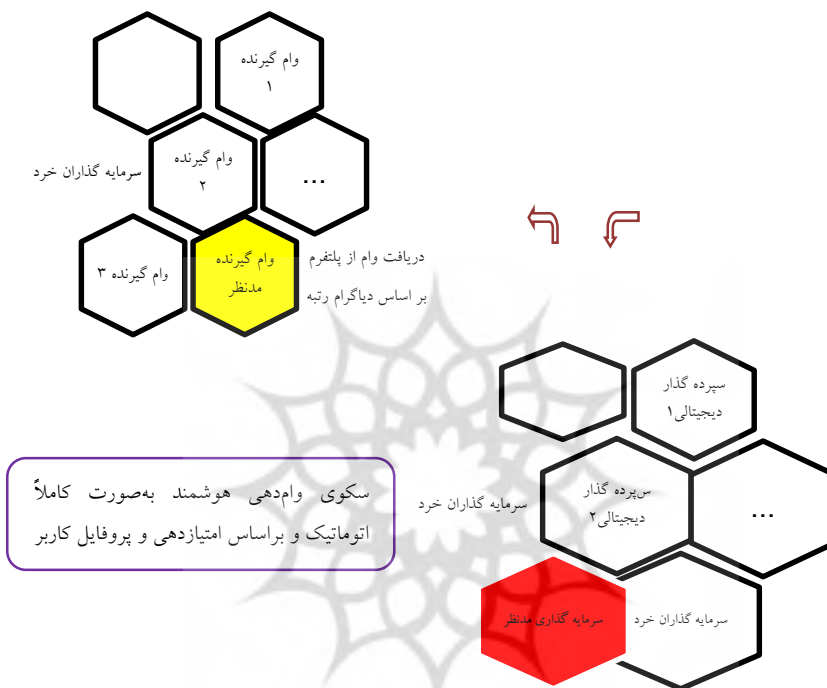 وام گیرنده
۱
وام گیرنده
۲
...
سرمایه گذاران خرد
وام گیرنده ۳
وام گیرنده
مدنظر
دریافت وام از پلتفرم
بر اساس دیاگرام رتبه
سپرده گذار
دیجیتالی۱
سپرده گذار
دیجیتالی۲
...
سرمایه گذاران خرد
سکوی وام‌دهی هوشمند به‌صورت کاملاً
اتوماتیک و براساس امتیازدهی و پروفایل کاربر
سرمایه گذاران خرد
سرمایه گذاری مدنظر